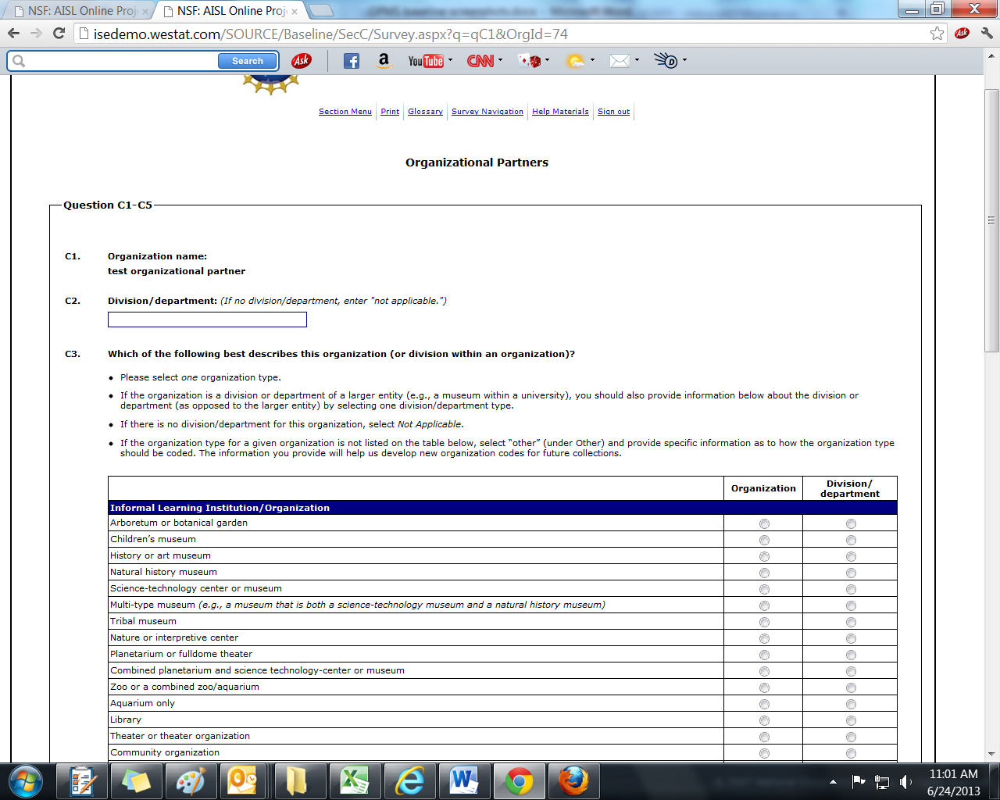 NSF: AISL Online Proj
NSF: AISL Online Proj
isedemo.westat.com/SOURCE/Baseline/SecC/Survey.aspx?q=qC1&OrgId=74
Ask
Search
Ask
a
YouTube
CNN
D
Section Menu
Print
Glossary
Survey Navigation
Help Materials
Sign out
Organizational Partners
Question C1-C5
C1. Organization name:
test organizational partner
C2. Division/department: (If no division/department, enter "not applicable.")
C3. Which of the following best describes this organization (or division within an organization)?
• Please select one organization type.
• If the organization is a division or department of a larger entity (e.g., a museum within a university), you should also provide information below about the division or
department (as opposed to the larger entity) by selecting one division/department type.
• If there is no division/department for this organization, select Not Applicable.
• If the organization type for a given organization is not listed on the table below, select “other” (under Other) and provide specific information as to how the organization type
should be coded. The information you provide will help us develop new organization codes for future collections.
Organization
Division/
department
Informal Learning Institution/Organization
Arboretum or botanical garden
Children’s museum
History or art museum
Natural history museum
Science-technology center or museum
Multi-type museum (e.g., a museum that is both a science-technology museum and a natural history museum)
Tribal museum
Nature or interpretive center
Planetarium or fulldome theater
Combined planetarium and science technology-center or museum
Zoo or a combined zoo/aquarium
Aquarium only
Library
Theater or theater organization
Community organization
11:01 AM
6/24/2013